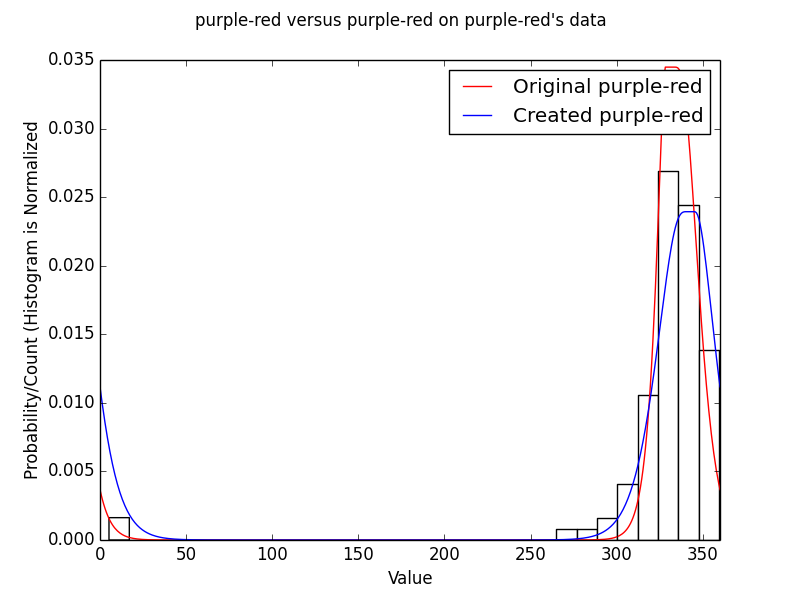 purple-red versus purple-red on purple-red's data
Original purple-red
Created purple-red
Probability/Count (Histogram is Normalized
0.035
0.030
0.025
0.020
0.015
0.010
0.005
0.000
0 50 100 150 200 250 300 350
Value